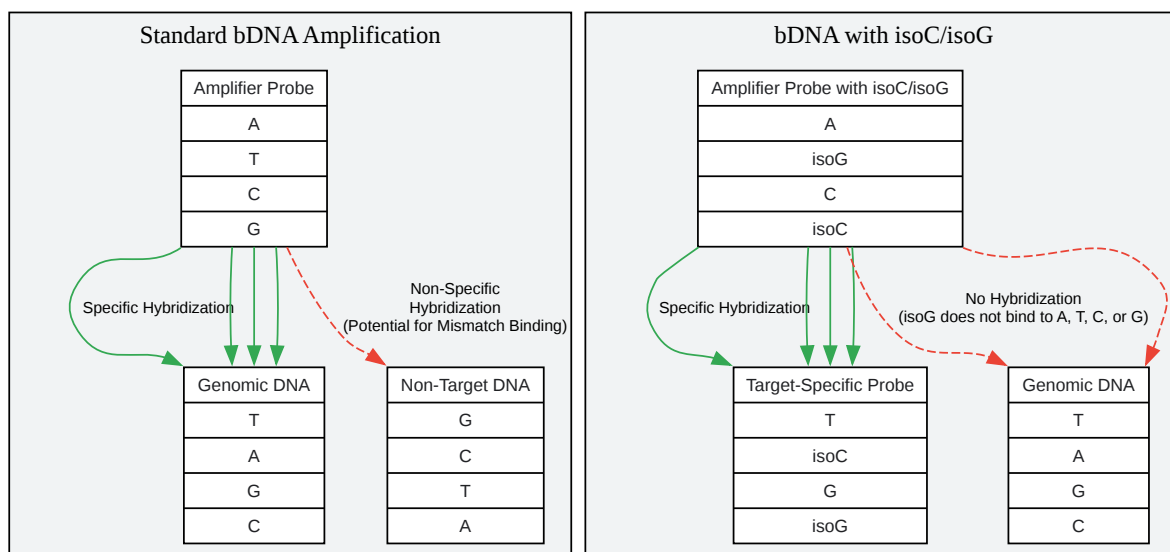 Standard bDNA Amplification
Amplifier Probe
A
T
C
G
Specific Hybridization
Non-Specific
Hybridization
(Potential for Mismatch Binding)
Genomic DNA
T
A
G
C
Non-Target DNA
G
C
T
A
bDNA with isoC/isoG
Amplifier Probe with isoC/isoG
A
isoG
C
isoC
Specific Hybridization
No Hybridization
(isoG does not bind to A, T, C, or G)
Target-Specific Probe
T
isoC
G
isoG
Genomic DNA
T
A
G
C